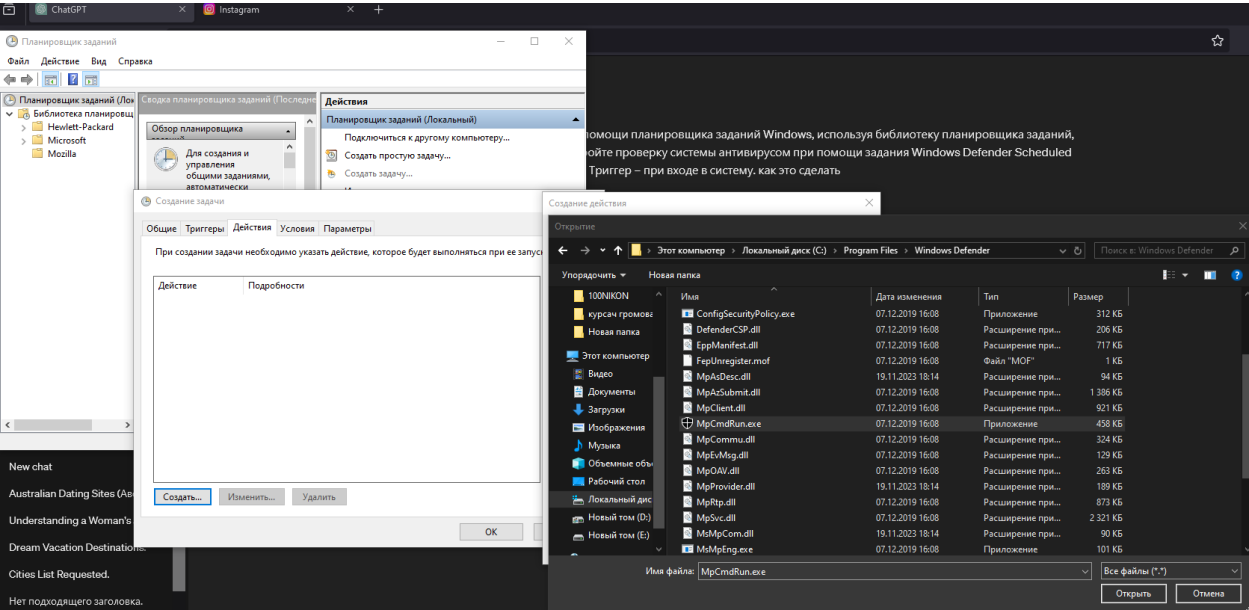 ChatGPT
Instagram
Планировщик заданий
Файл Действие Вид Справка
Планировщик заданий (Лок
Библиотека планировщ
Hewlett-Packard
Microsoft
Mozilla
Сводка планировщика заданий (Последне
Обзор планировщика
Для создания и
управления
общими заданиями,
автоматически
Действия
Планировщик заданий (Локальный)
Подключиться к другому компьютеру...
Создать простую задачу...
Создать задачу...
помощи планировщика заданий Windows, используя библиотеку планировщика заданий,
ойте проверку системы антивирусом при помощи задания Windows Defender Scheduled
Триггер – при входе в систему. как это сделать
Создание задачи
Общие Триггеры Действия Условия Параметры
При создании задачи необходимо указать действие, которое будет выполняться при ее запус
Действие Подробности
Создать... Изменить... Удалить
OK
New chat
Australian Dating Sites (Ав
Understanding a Woman's
Dream Vacation Destinations.
Cities List Requested.
Нет подходящего заголовка.
Создание действия
Открытие
Этот компьютер › Локальный диск (C:) › Program Files › Windows Defender
Поиск в: Windows Defender
Упорядочить Новая папка
100NIKON
курсач громова
Новая папка
Этот компьютер
Видео
Документы
Загрузки
Изображения
Музыка
Объемные объ
Рабочий стол
Локальный дис
Новый том (D:)
Новый том (E:)
Имя Дата изменения Тип Размер
ConfigSecurityPolicy.exe 07.12.2019 16:08 Приложение 312 КБ
DefenderCSP.dll 07.12.2019 16:08 Расширение при... 206 КБ
EppManifest.dll 07.12.2019 16:08 Расширение при... 717 КБ
FepUnregister.mof 07.12.2019 16:08 Файл "MOF" 1 КБ
MpAsDesc.dll 19.11.2023 18:14 Расширение при... 94 КБ
MpAzSubmit.dll 07.12.2019 16:08 Расширение при... 1 386 КБ
MpClient.dll 07.12.2019 16:08 Расширение при... 921 КБ
MpCmdRun.exe 07.12.2019 16:08 Приложение 458 КБ
MpCommu.dll 07.12.2019 16:08 Расширение при... 324 КБ
MpEvMsg.dll 07.12.2019 16:08 Расширение при... 129 КБ
MpOAV.dll 07.12.2019 16:08 Расширение при... 263 КБ
MpProvider.dll 19.11.2023 18:14 Расширение при... 189 КБ
MpRtp.dll 07.12.2019 16:08 Расширение при... 873 КБ
MpSvc.dll 07.12.2019 16:08 Расширение при... 2 321 КБ
MsMpCom.dll 19.11.2023 18:14 Расширение при... 90 КБ
MsMpEng.exe 07.12.2019 16:08 Приложение 101 КБ
Имя файла: MpCmdRun.exe
Все файлы (*.*)
Открыть Отмена